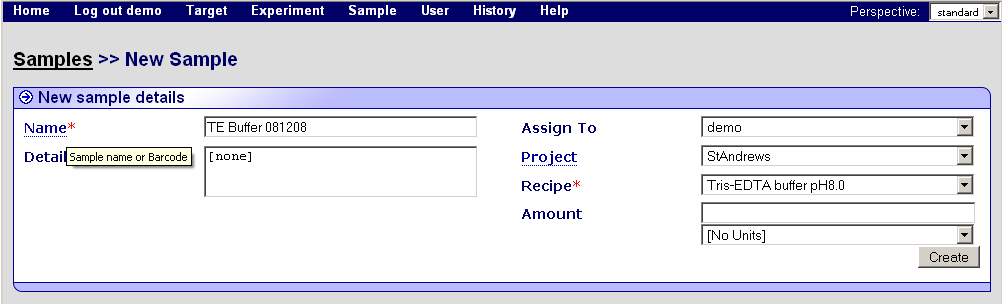 Home Log out demo Target Experiment Sample User History Help Perspective: standard
Samples >> New Sample
New sample details
Name* TE Buffer 081208 Assign To demo
Detail [none] Project StAndrews
Sample name or Barcode
Recipe* Tris-EDTA buffer pH8.0
Amount
[No Units]
Create